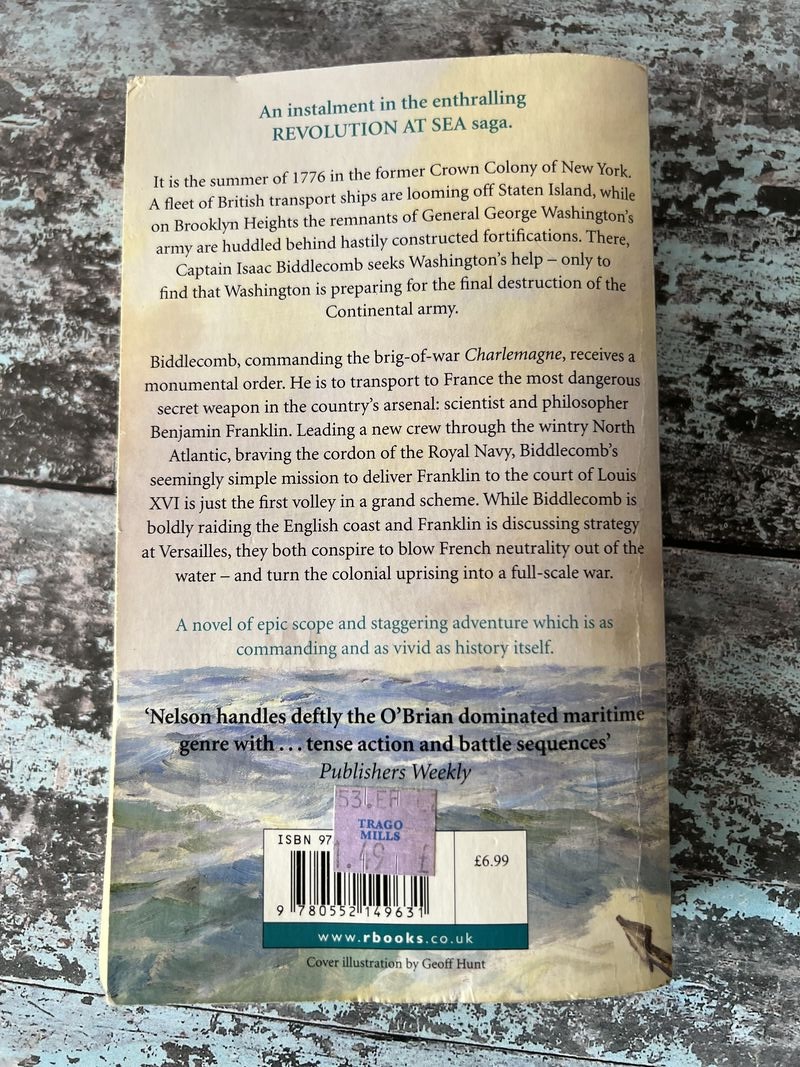 An instalment in the enthralling
REVOLUTION AT SEA saga.
It is the summer of 1776 in the former Crown Colony of New York.
A fleet of British transport ships are looming off Staten Island, while
on Brooklyn Heights the remnants of General George Washington's
army are huddled behind hastily constructed fortifications. There,
Captain Isaac Biddlecomb seeks Washington's help – only to
find that Washington is preparing for the final destruction of the
Continental army.
Biddlecomb, commanding the brig-of-war Charlemagne, receives a
monumental order. He is to transport to France the most dangerous
secret weapon in the country's arsenal: scientist and philosopher
Benjamin Franklin. Leading a new crew through the wintry North
Atlantic, braving the cordon of the Royal Navy, Biddlecomb's
seemingly simple mission to deliver Franklin to the court of Louis
XVI is just the first volley in a grand scheme. While Biddlecomb is
boldly raiding the English coast and Franklin is discussing strategy
at Versailles, they both conspire to blow French neutrality out of the
water – and turn the colonial uprising into a full-scale war.
A novel of epic scope and staggering adventure which is as
commanding and as vivid as history itself.
'Nelson handles deftly the O'Brian dominated maritime
genre with . . . tense action and battle sequences'
Publishers Weekly
TRAGO
MILLS
1.49 £
ISBN 97
£6.99
9 780552 149631
www.rbooks.co.uk
Cover illustration by Geoff Hunt